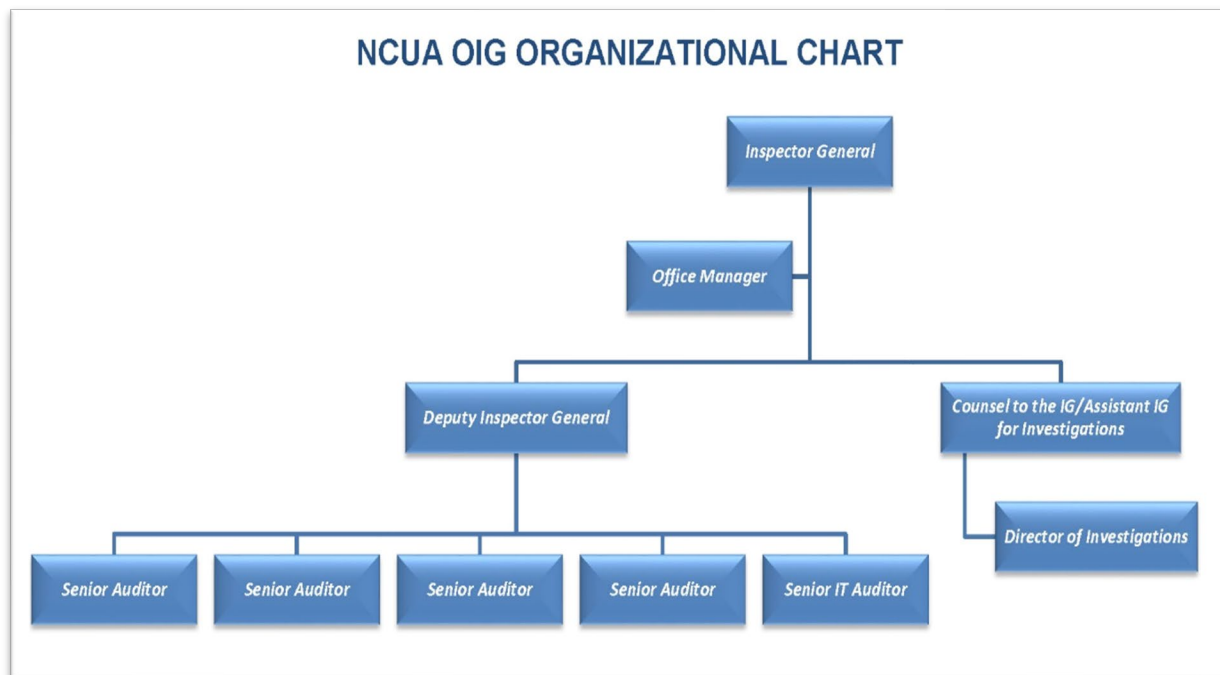 NCUA OIG ORGANIZATIONAL CHART
Inspector General
Office Manager
Deputy Inspector General
Counsel to the IG/Assistant IG
for Investigations
Director of Investigations
Senior Auditor
Senior Auditor
Senior Auditor
Senior Auditor
Senior IT Auditor